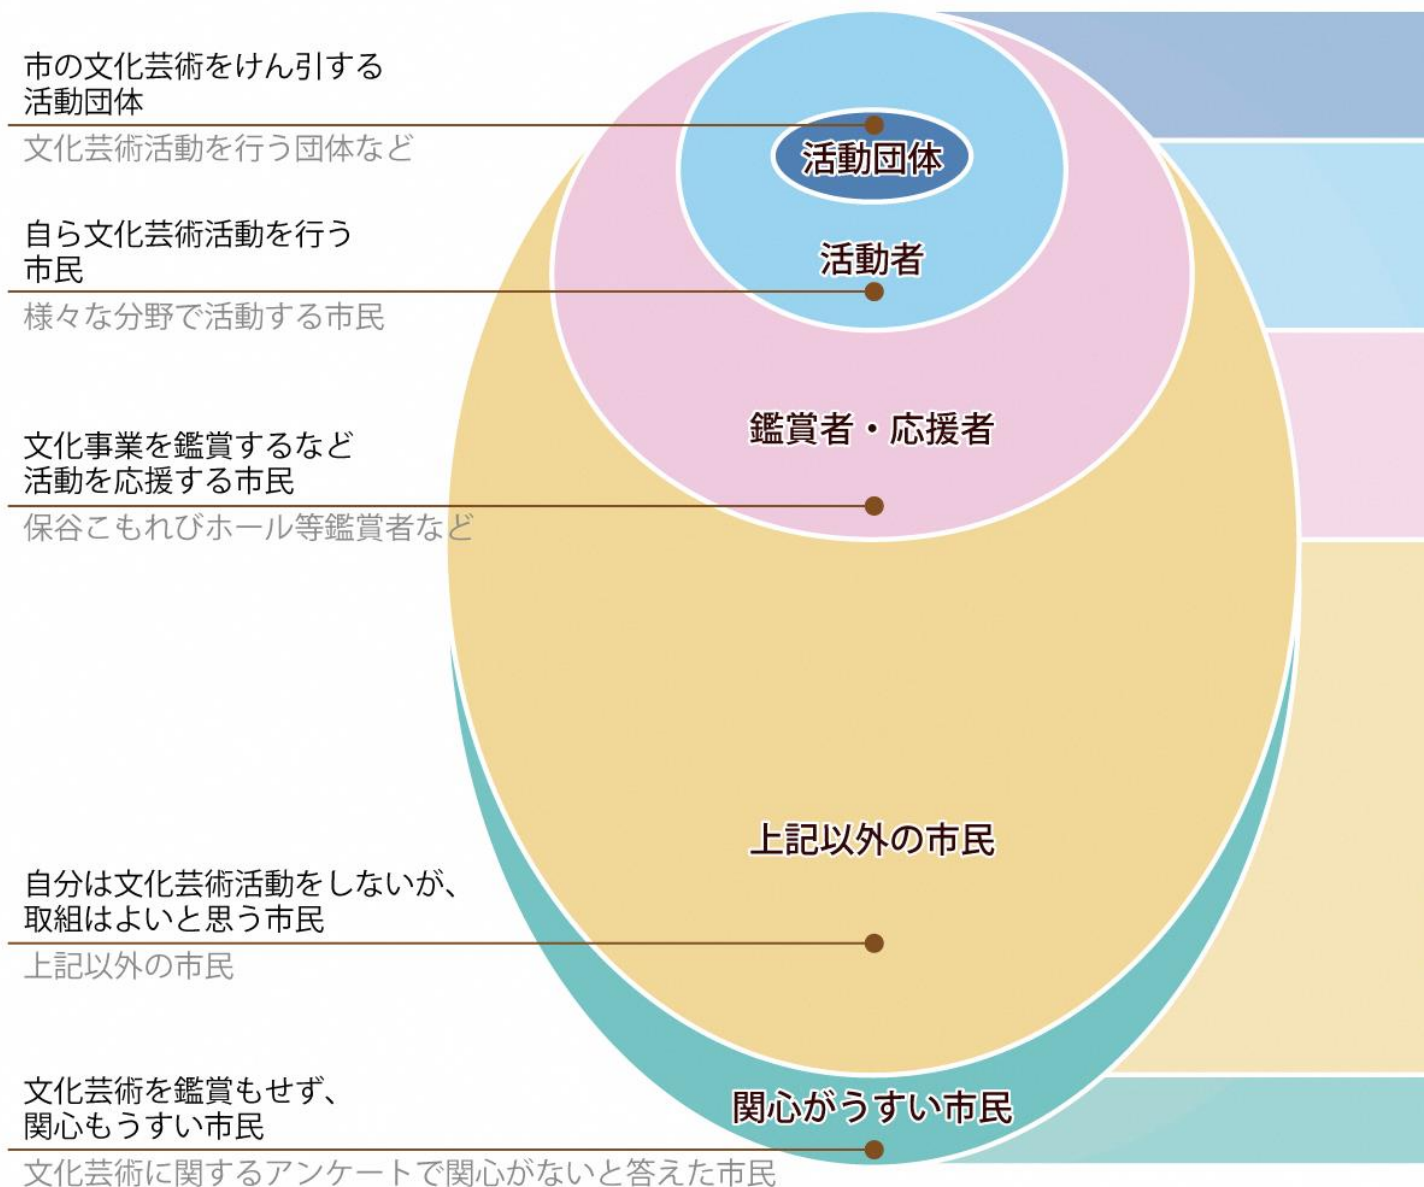 市の文化芸術をけん引する
活動団体
文化芸術活動を行う団体など
活動団体
自ら文化芸術活動を行う
市民
様々な分野で活動する市民
活動者
文化事業を鑑賞するなど
活動を応援する市民
保谷こもれびホール等鑑賞者など
鑑賞者・応援者
自分は文化芸術活動をしないが、
取組はよいと思う市民
上記以外の市民
上記以外の市民
文化芸術を鑑賞もせず、
関心もうすい市民
文化芸術に関するアンケートで関心がないと答えた市民
関心がうすい市民